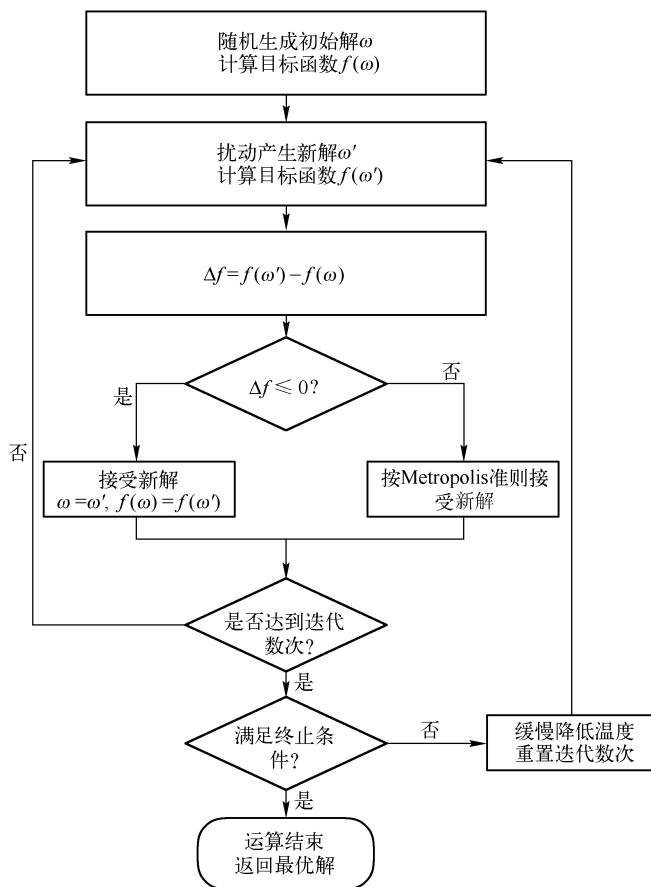 随机生成初始解ω
计算目标函数f(ω)
扰动产生新解ω′
计算目标函数f(ω′)
Δf=f(ω′)−f(ω)
Δf≤0?
是
否
接受新解
ω=ω′, f(ω)=f(ω′)
按Metropolis准则接
受新解
否
是否达到迭代
数次?
是
满足终止条
件?
否
缓慢降低温度
重置迭代数次
是
运算结束
返回最优解